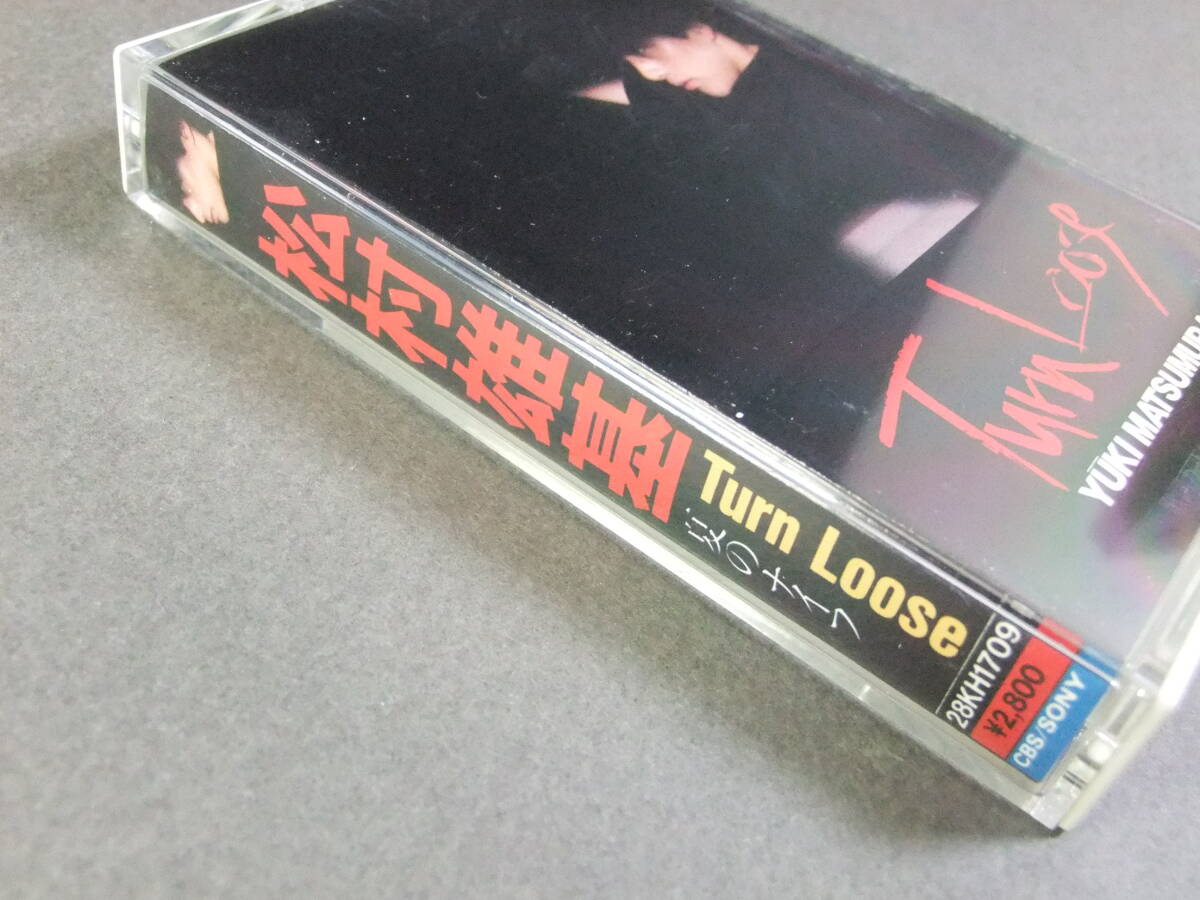 松村雄基
Turn Loose
炎のナイフ
28KH1709
¥2,800
CBS/SONY
Turn Loose
YŪKI MATSUMURA